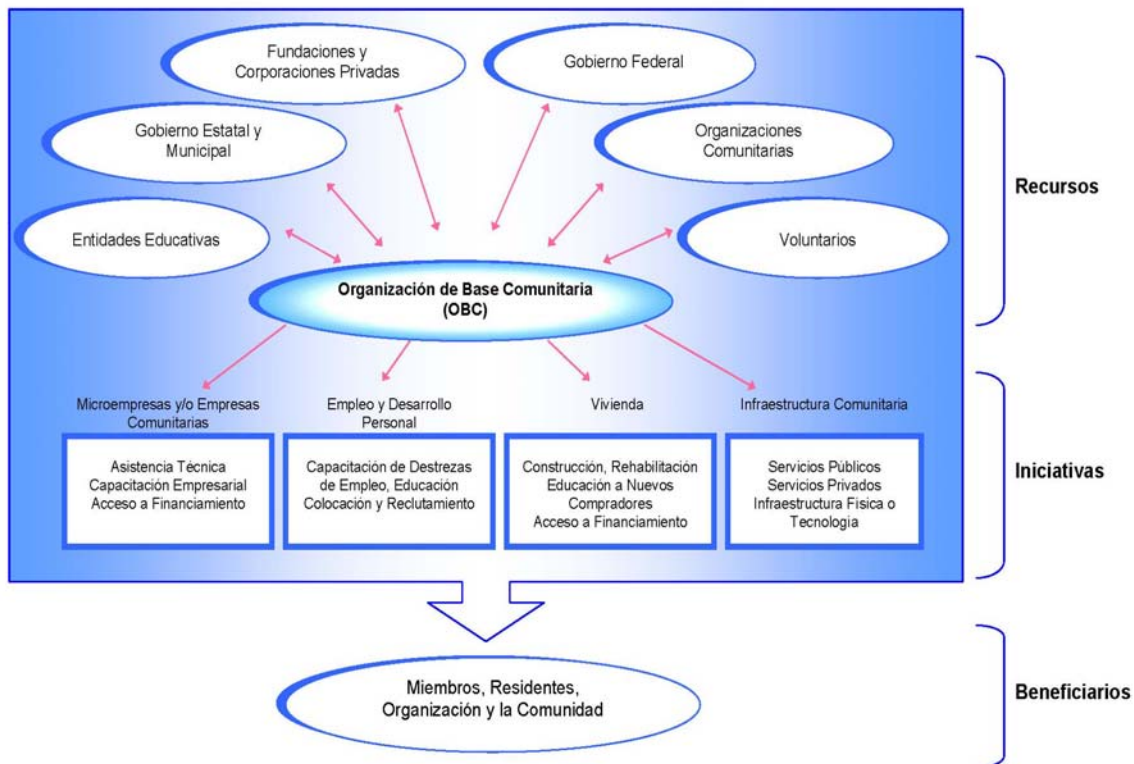 Fundaciones y
Corporaciones Privadas
Gobierno Federal
Gobierno Estatal y
Municipal
Organizaciones
Comunitarias
Entidades Educativas
Voluntarios
Recursos
Organización de Base Comunitaria
(OBC)
Microempresas y/o Empresas
Comunitarias
Empleo y Desarrollo
Personal
Vivienda
Infraestructura Comunitaria
Asistencia Técnica
Capacitación Empresarial
Acceso a Financiamiento
Capacitación de Destrezas
de Empleo, Educación
Colocación y Reclutamiento
Construcción, Rehabilitación
Educación a Nuevos
Compradores
Acceso a Financiamiento
Servicios Públicos
Servicios Privados
Infraestructura Física o
Tecnología
Iniciativas
Miembros, Residentes,
Organización y la Comunidad
Beneficiarios